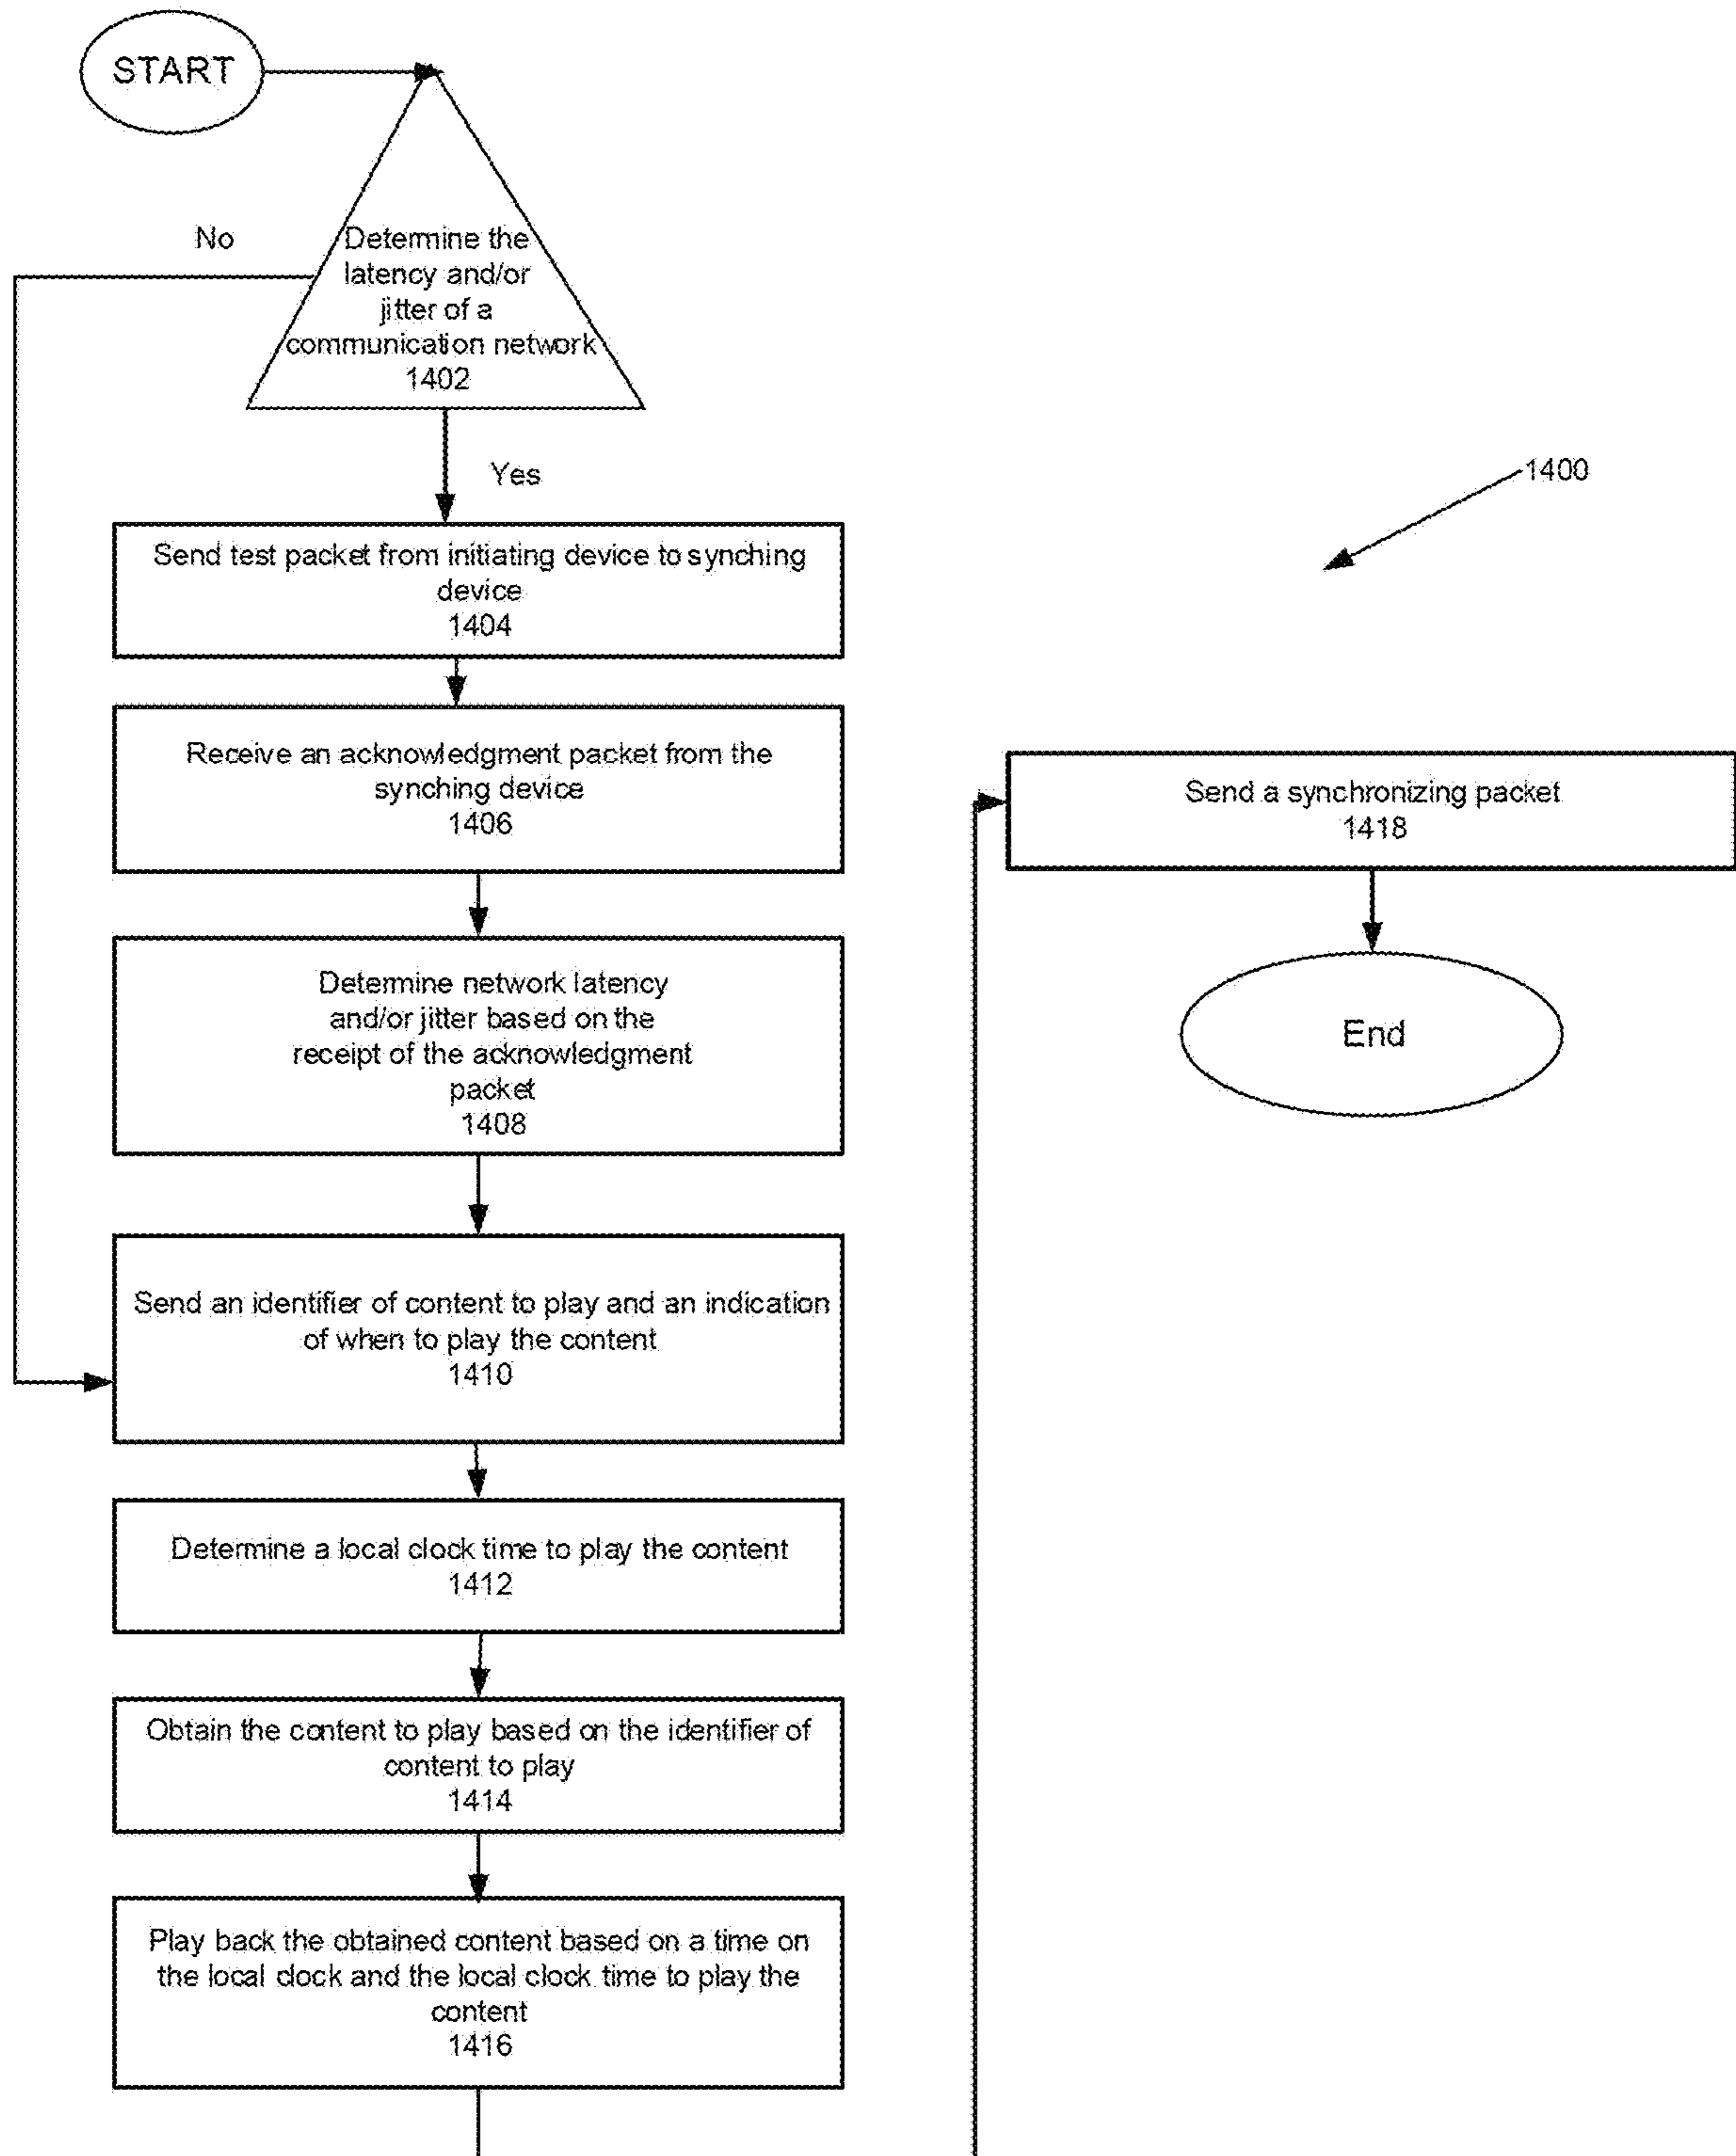 START
No
Determine the
latency and/or
jitter of a
communication network
1402
Yes
1400
Send test packet from initiating device to synching
device
1404
Receive an acknowledgment packet from the
synching device
1406
Send a synchronizing packet
1418
Determine network latency
and/or jitter based on the
receipt of the acknowledgment
packet
1408
End
Send an identifier of content to play and an indication
of when to play the content
1410
Determine a local clock time to play the content
1412
Obtain the content to play based on the identifier of
content to play
1414
Play back the obtained content based on a time on
the local clock and the local clock time to play the
content
1416